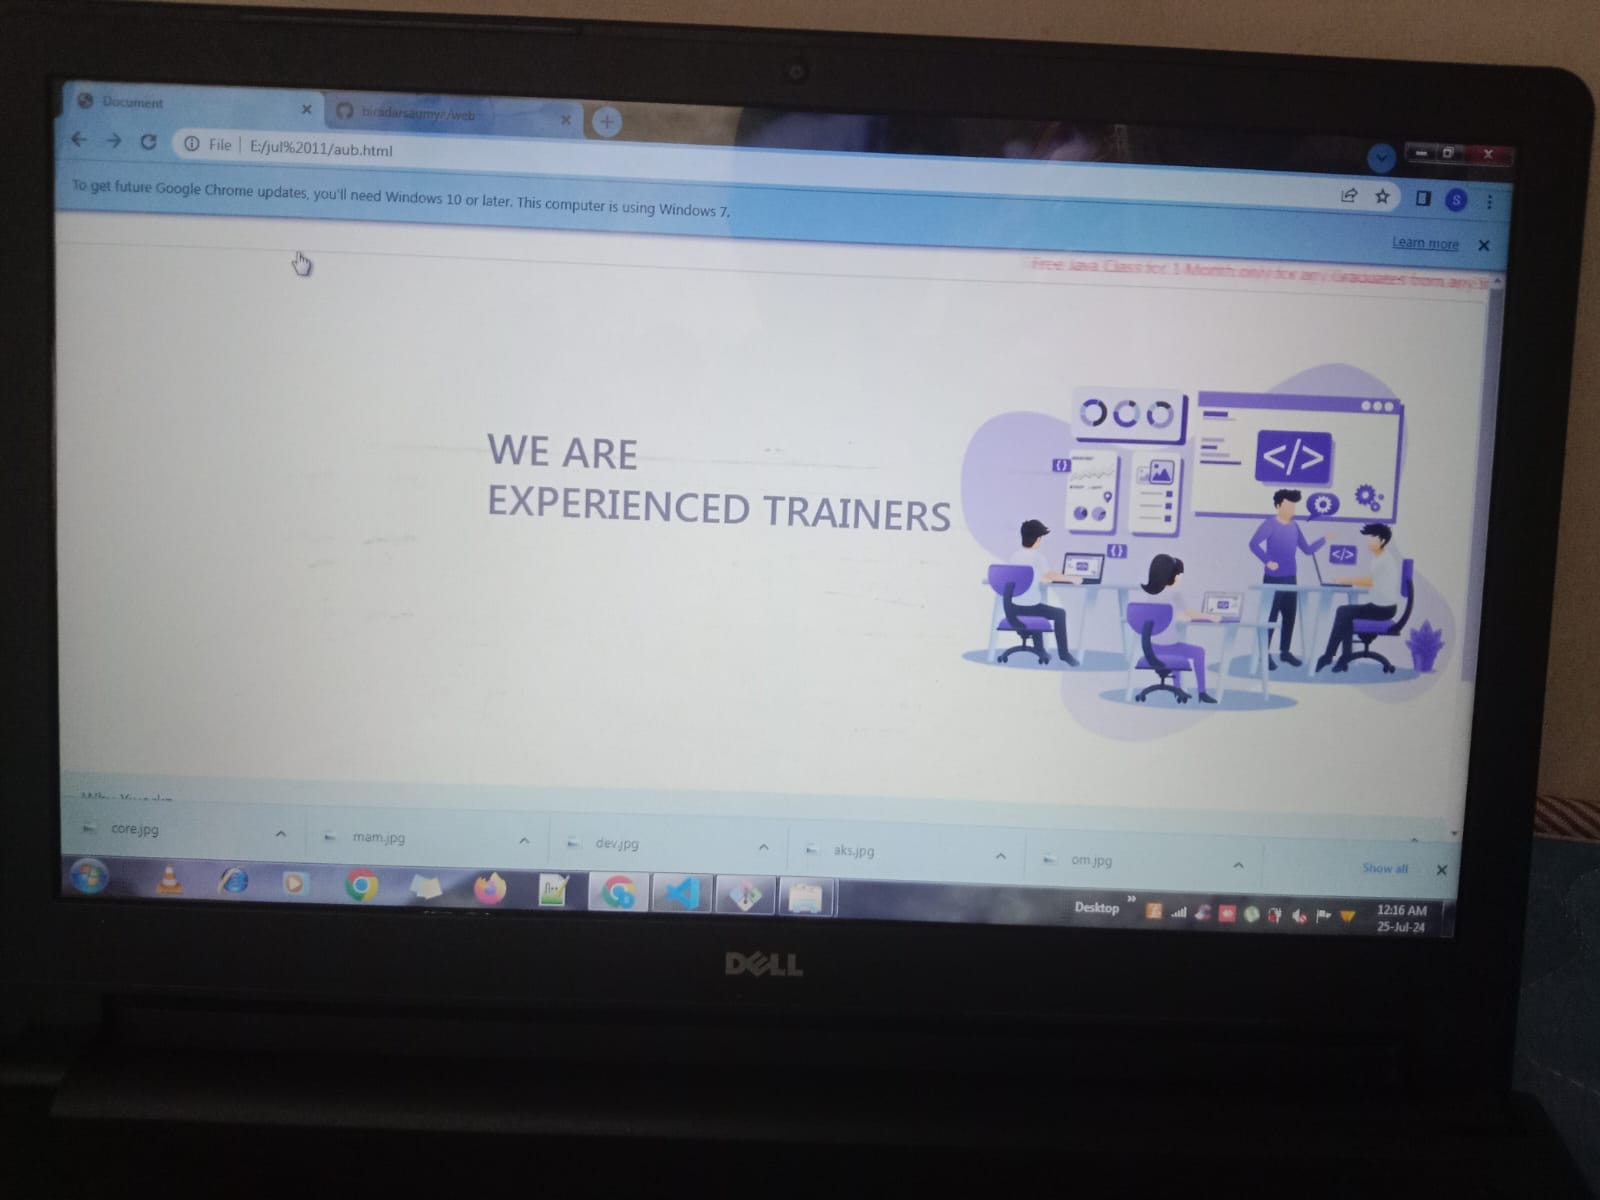 Document
biradarsaumya/web
File | E:/jul%2011/aub.html
To get future Google Chrome updates, you'll need Windows 10 or later. This computer is using Windows 7.
Learn more
Free Java Class for 1 Month only for any Graduates from any
WE ARE
EXPERIENCED TRAINERS
</>
core.jpg
mam.jpg
dev.jpg
aks.jpg
om.jpg
Show all
Desktop
12:16 AM
25-Jul-24
DELL